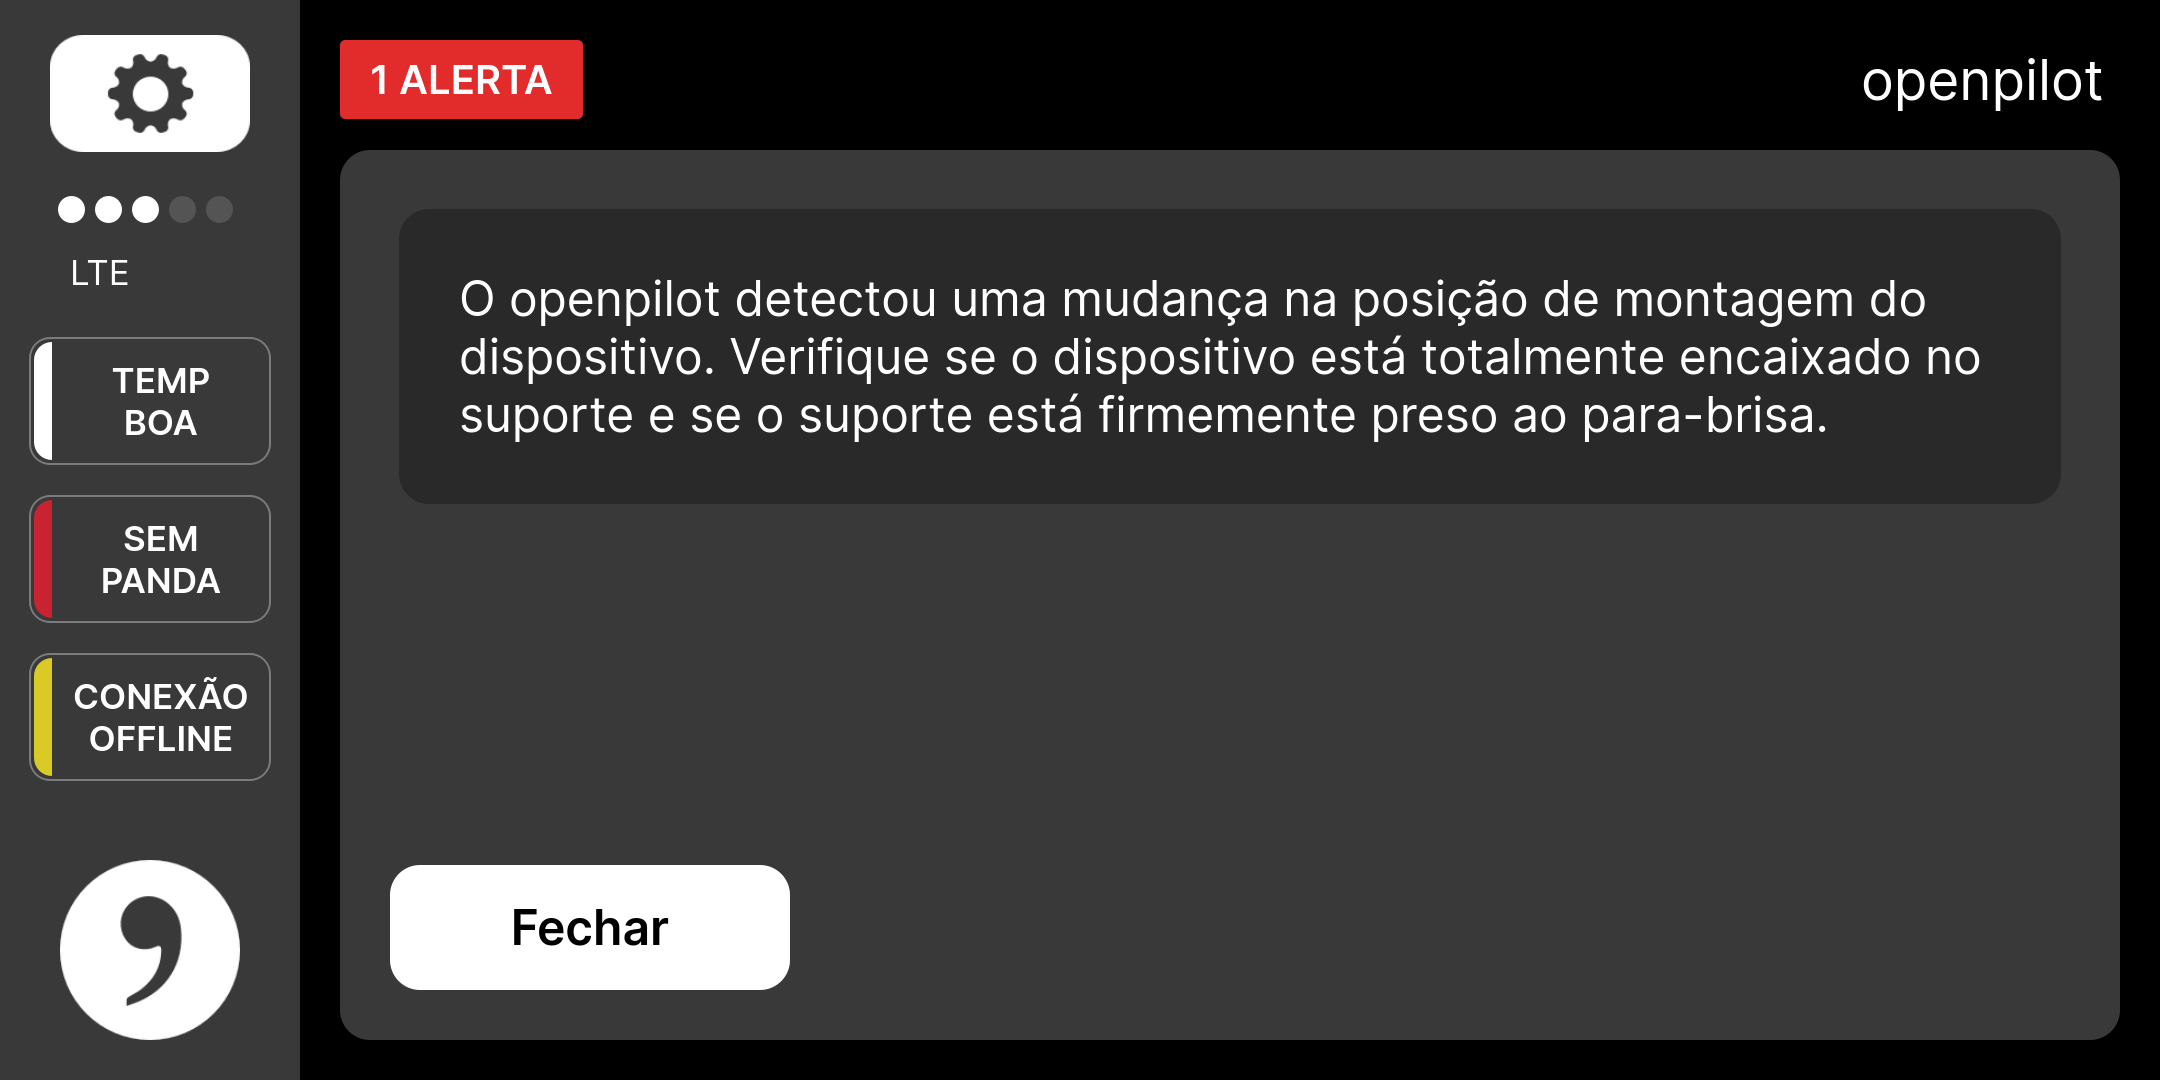 1 ALERTA
openpilot
LTE
TEMP
BOA
SEM
PANDA
CONEXÃO
OFFLINE
O openpilot detectou uma mudança na posição de montagem do
dispositivo. Verifique se o dispositivo está totalmente encaixado no
suporte e se o suporte está firmemente preso ao para-brisa.
Fechar